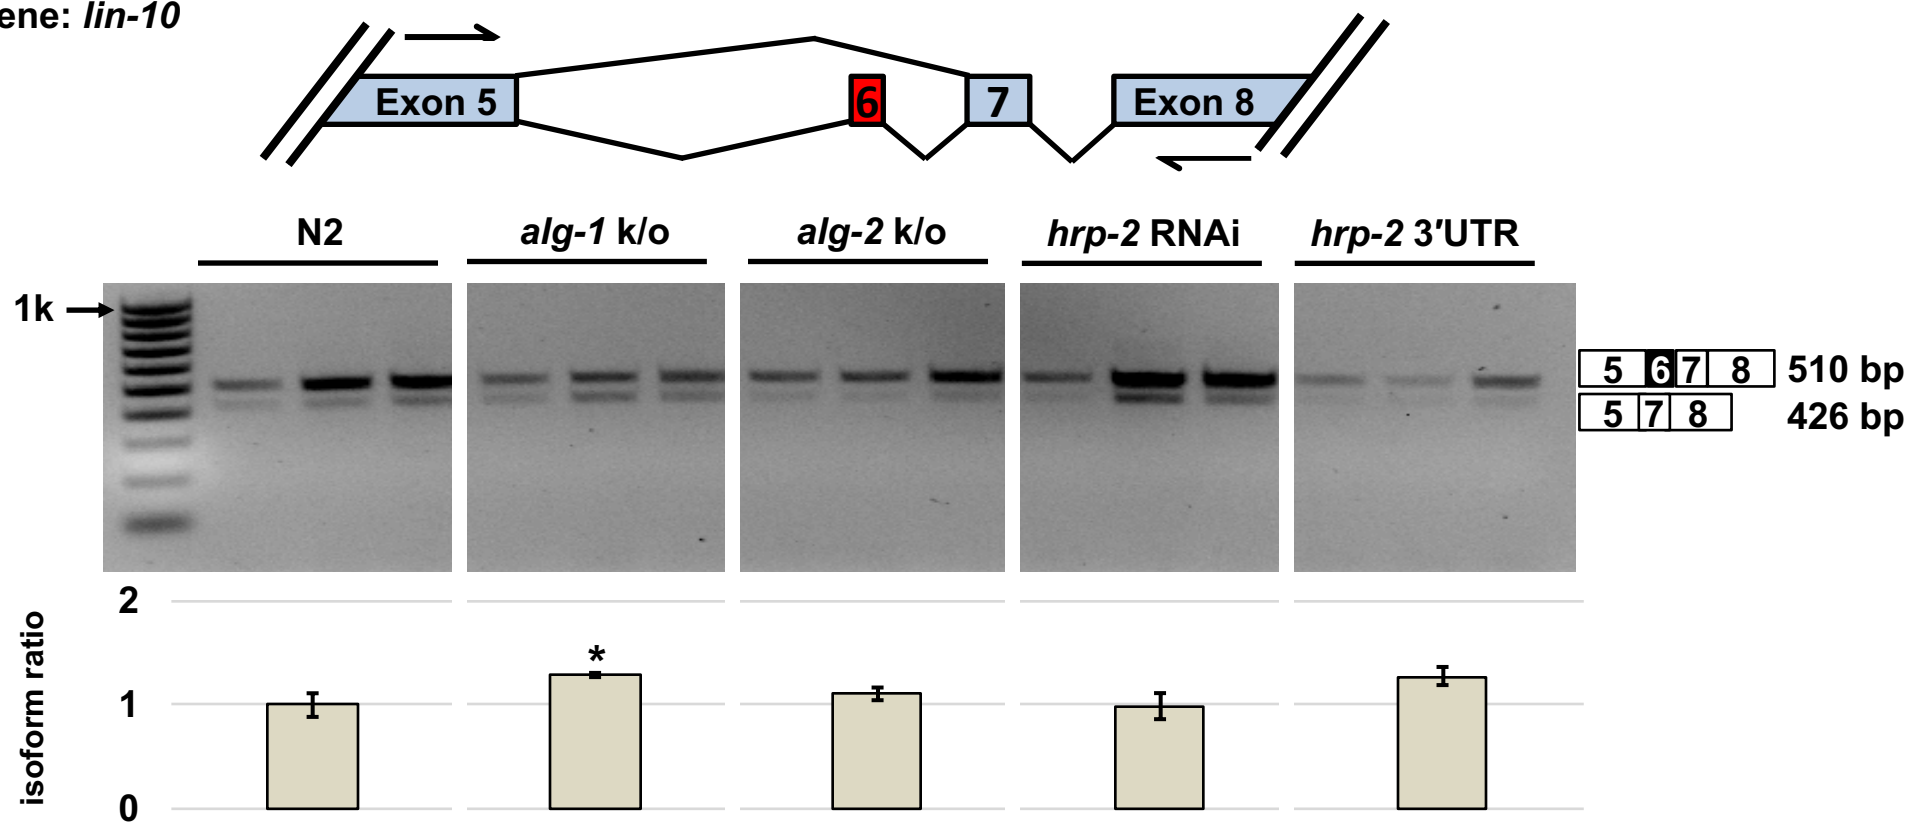 ene: lin-10
Exon 5 6 7 Exon 8
N2 alg-1 k/o alg-2 k/o hrp-2 RNAi hrp-2 3′UTR
1k
5 6 7 8 510 bp
5 7 8 426 bp
isoform ratio
2
*
1
0